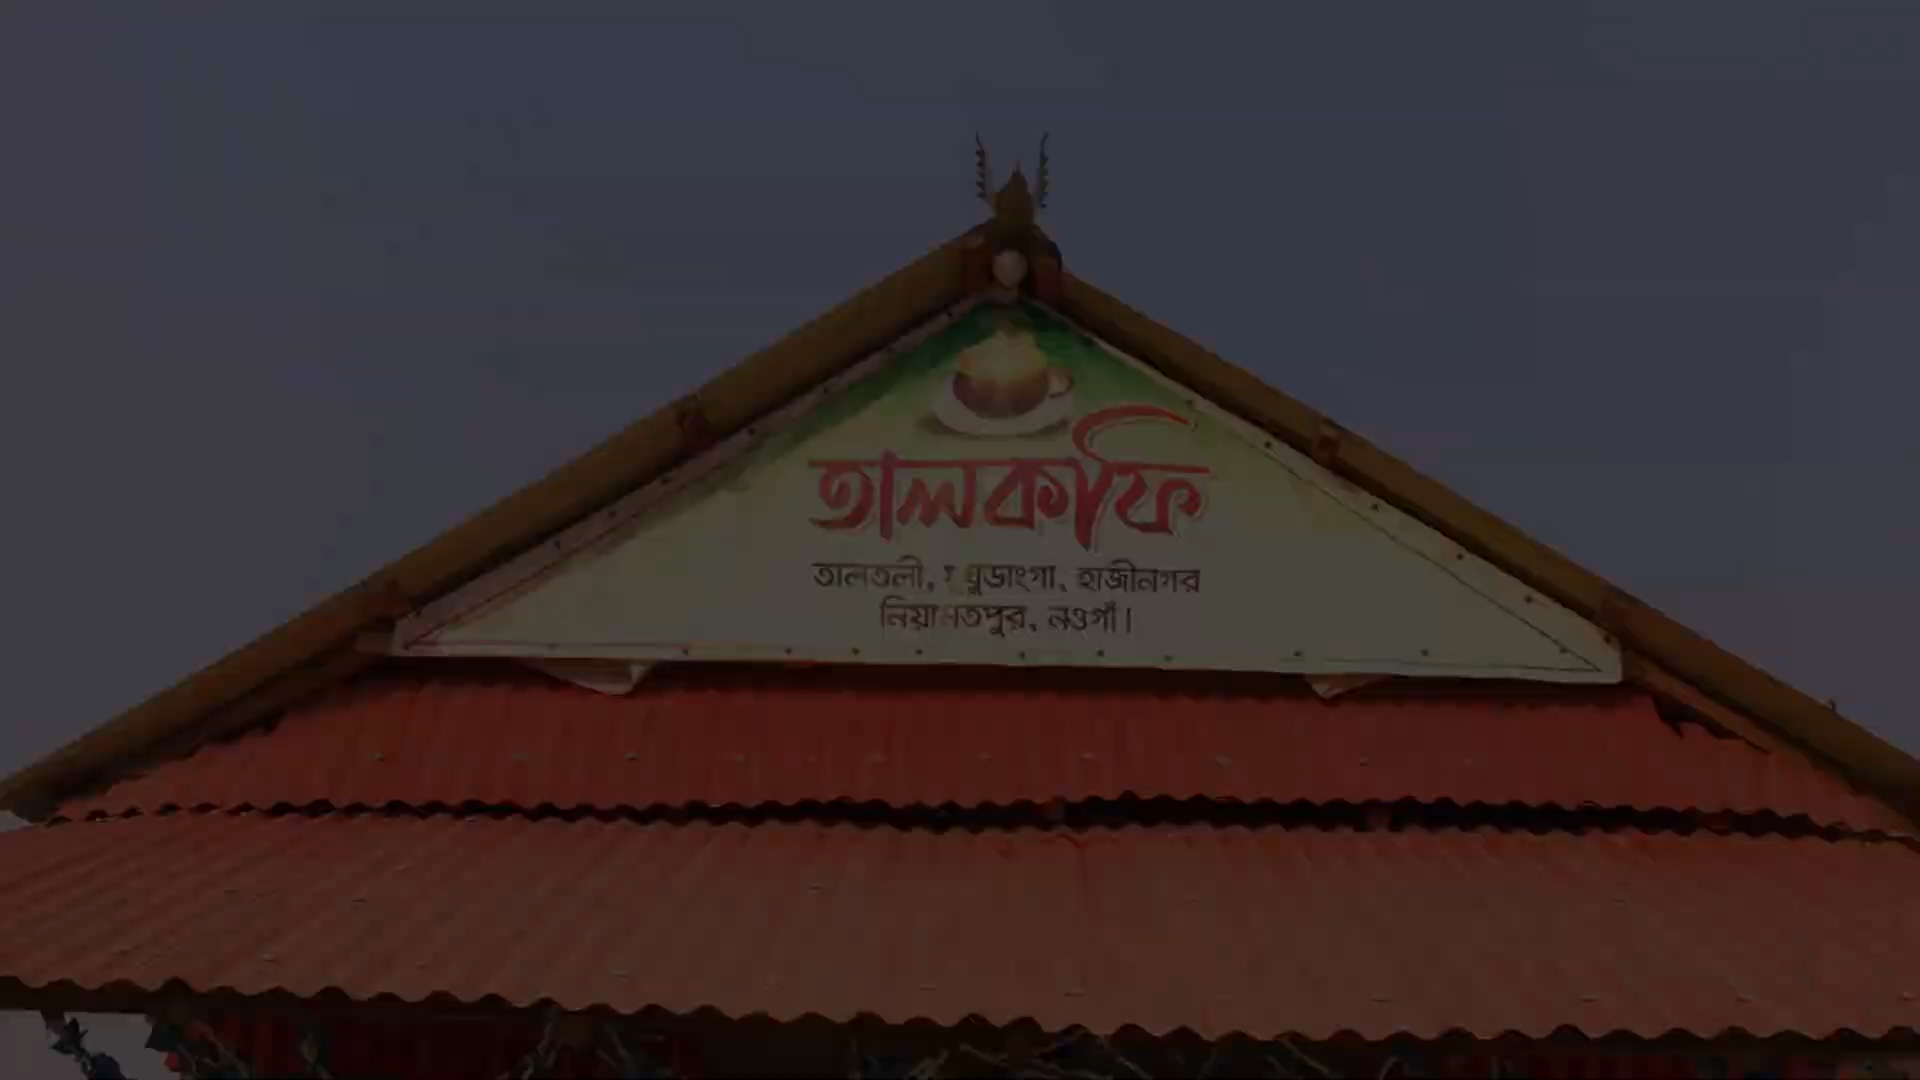 তালকফি
তালতলী, ঘুঘুডাংগা, হাজীনগর
নিয়ামতপুর, নওগাঁ।